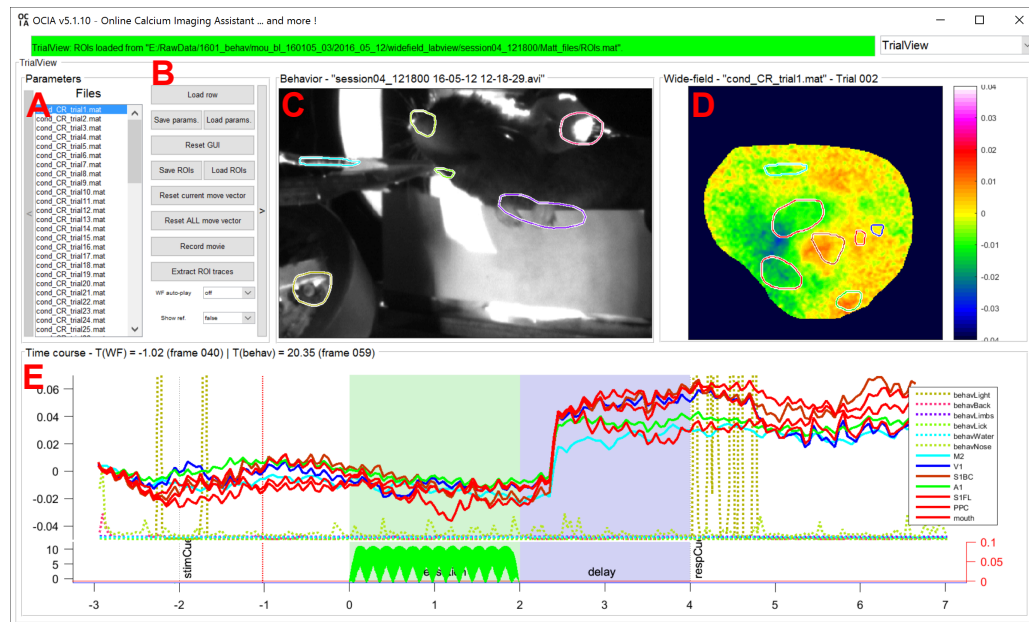 OC
IA OCIA v5.1.10 - Online Calcium Imaging Assistant ... and more !
TrialView: ROIs loaded from "E:/RawData/1601_behav/mou_bl_160105_03/2016_05_12/widefield_labview/session04_121800/Matt_files/ROIs.mat".
TrialView
TrialView
Parameters
A
Files
cond_CR_trial1.mat
cond_CR_trial2.mat
cond_CR_trial3.mat
cond_CR_trial4.mat
cond_CR_trial5.mat
cond_CR_trial6.mat
cond_CR_trial7.mat
cond_CR_trial8.mat
cond_CR_trial9.mat
cond_CR_trial10.mat
cond_CR_trial11.mat
cond_CR_trial12.mat
cond_CR_trial13.mat
cond_CR_trial14.mat
cond_CR_trial15.mat
cond_CR_trial16.mat
cond_CR_trial17.mat
cond_CR_trial18.mat
cond_CR_trial19.mat
cond_CR_trial20.mat
cond_CR_trial21.mat
cond_CR_trial22.mat
cond_CR_trial23.mat
cond_CR_trial24.mat
cond_CR_trial25.mat
<
B
Load row
Save params. Load params.
Reset GUI
Save ROIs Load ROIs
Reset current move vector
Reset ALL move vector
Record movie
Extract ROI traces
WF auto-play off
Show ref. false
>
Behavior - "session04_121800 16-05-12 12-18-29.avi"
C
Wide-field - "cond_CR_trial1.mat" - Trial 002
D
0.04
0.03
0.02
0.01
0
-0.01
-0.02
-0.03
-0.04
Time course - T(WF) = -1.02 (frame 040) | T(behav) = 20.35 (frame 059)
E
0.06
0.04
0.02
0
-0.02
-0.04
behavLight
behavBack
behavLimbs
behavLick
behavWater
behavNose
M2
V1
S1BC
A1
S1FL
PPC
mouth
10
5
0
stimCue
delay
respCue
0.1
0.05
0
-3 -2 -1 0 1 2 3 4 5 6 7